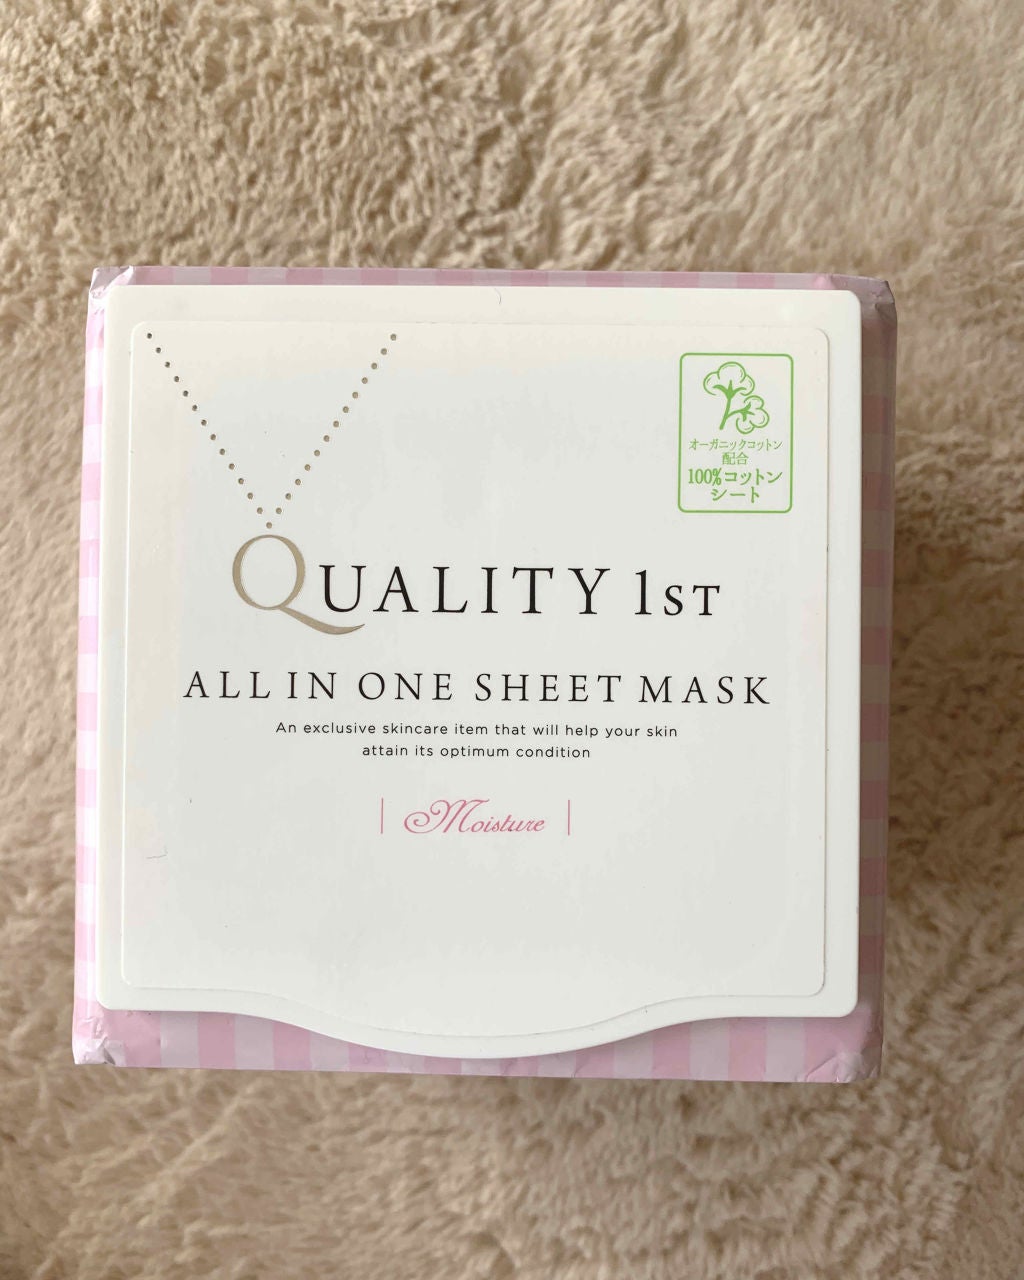 オーガニックコットン
配合
100%コットン
シート
QUALITY 1ST
ALL IN ONE SHEET MASK
An exclusive skincare item that will help your skin
attain its optimum condition
Moisture